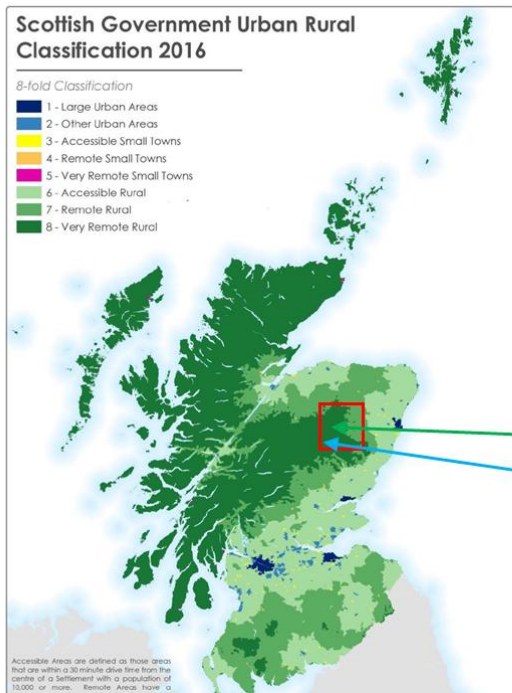 Scottish Government Urban Rural
Classification 2016
8-fold Classification
1 - Large Urban Areas
2 - Other Urban Areas
3 - Accessible Small Towns
4 - Remote Small Towns
5 - Very Remote Small Towns
6 - Accessible Rural
7 - Remote Rural
8 - Very Remote Rural
Accessible Areas are defined as those areas
that are within a 30 minute drive time from the
centre of a Settlement with a population of
10,000 or more. Remote Areas have a